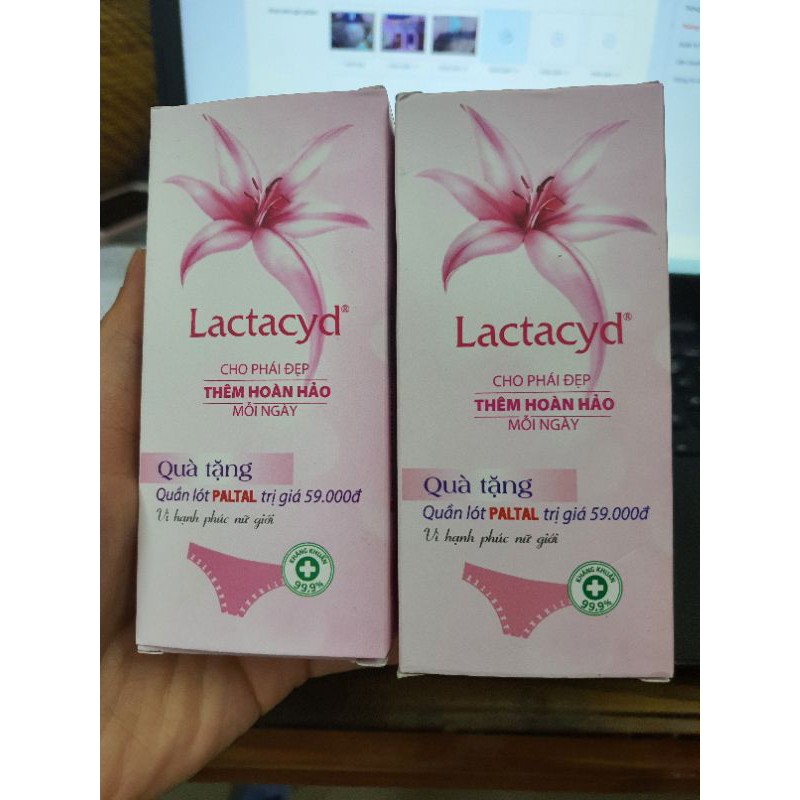 Lactacyd®
CHO PHÁI ĐẸP
THÊM HOÀN HẢO
MỖI NGÀY
Quà tặng
Quần lót PALTAL trị giá 59.000đ
Vì hạnh phúc nữ giới
KHÁNG KHUẨN
99,9%
Lactacyd®
CHO PHÁI ĐẸP
THÊM HOÀN HẢO
MỖI NGÀY
Quà tặng
Quần lót PALTAL trị giá 59.000đ
Vì hạnh phúc nữ giới
KHÁNG KHUẨN
99,9%